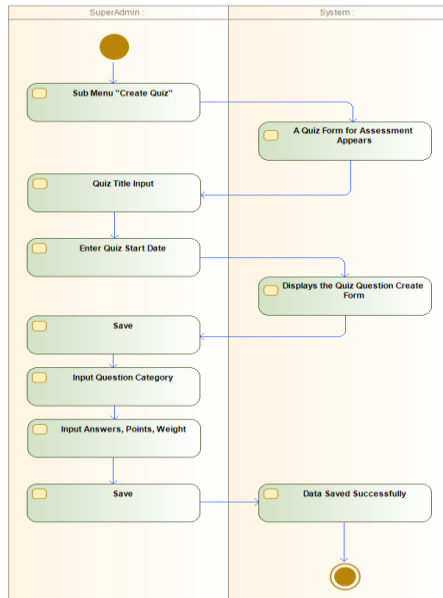 SuperAdmin :
System :
Sub Menu "Create Quiz"
A Quiz Form for Assessment
Appears
Quiz Title Input
Enter Quiz Start Date
Displays the Quiz Question Create
Form
Save
Input Question Category
Input Answers, Points, Weight
Save
Data Saved Successfully